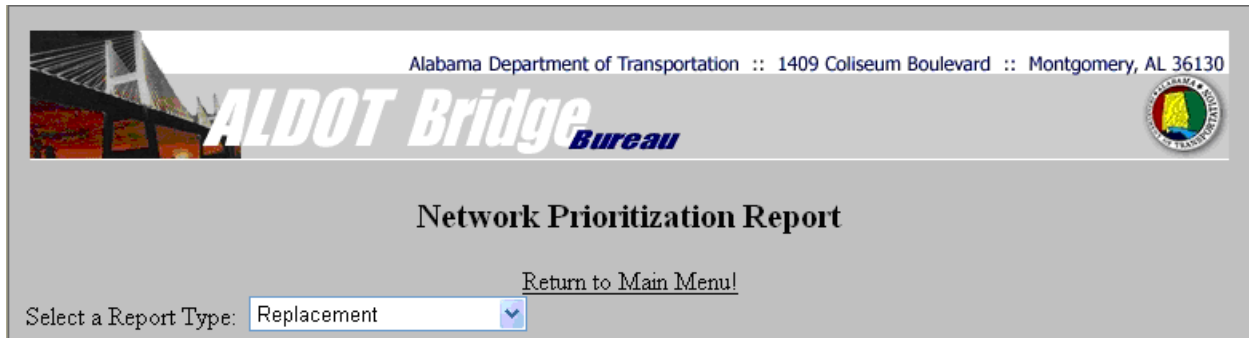 Alabama Department of Transportation :: 1409 Coliseum Boulevard :: Montgomery, AL 36130
ALDOT Bridge Bureau
Network Prioritization Report
Return to Main Menu!
Select a Report Type: Replacement